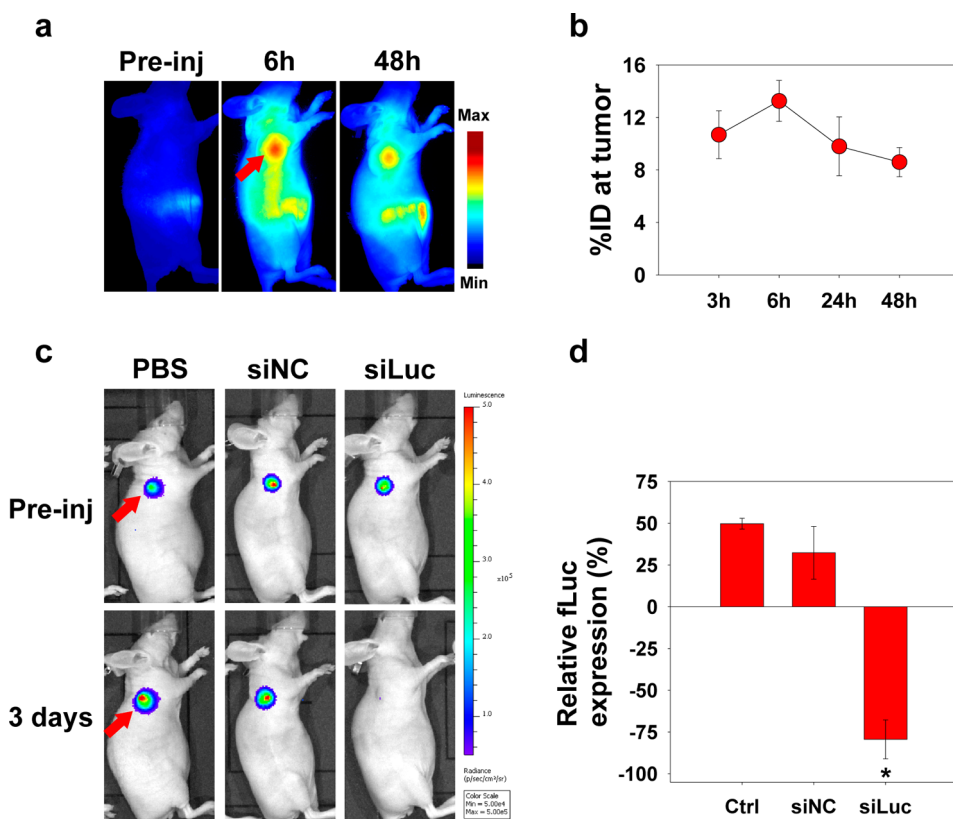 a
Pre-inj 6h 48h
Max
Min
b
%ID at tumor
16
12
8
4
0
3h 6h 24h 48h
c
PBS siNC siLuc
Pre-inj
3 days
Luminescence
5.0
4.0
3.0
×10⁵
2.0
1.0
Radiance
(p/sec/cm²/sr)
Color Scale
Min = 5.00e4
Max = 5.00e5
d
Relative fLuc
expression (%)
75
50
25
0
-25
-50
-75
-100
*
Ctrl siNC siLuc